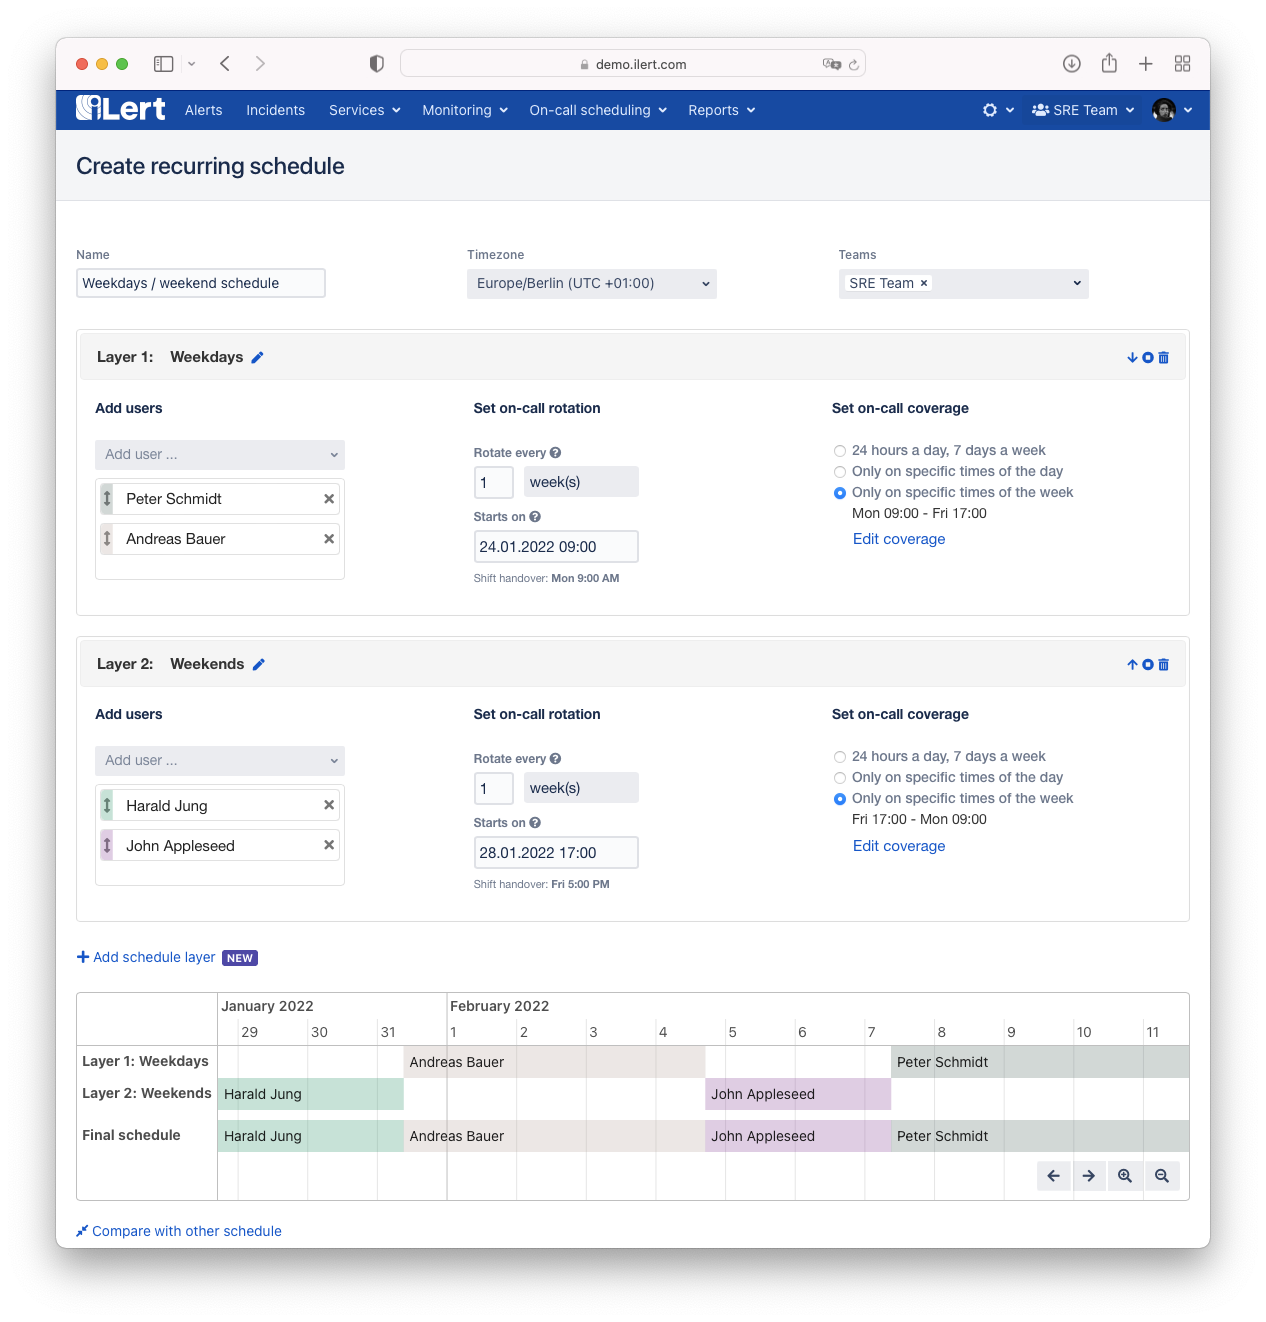 demo.ilert.com
iLert Alerts Incidents Services Monitoring On-call scheduling Reports SRE Team
Create recurring schedule
Name Timezone Teams
Weekdays / weekend schedule Europe/Berlin (UTC +01:00) SRE Team ×
Layer 1: Weekdays
Add users Set on-call rotation Set on-call coverage
Add user ... Rotate every 24 hours a day, 7 days a week
Only on specific times of the day
Peter Schmidt 1 week(s) Only on specific times of the week
Starts on Mon 09:00 - Fri 17:00
Andreas Bauer 24.01.2022 09:00 Edit coverage
Shift handover: Mon 9:00 AM
Layer 2: Weekends
Add users Set on-call rotation Set on-call coverage
Add user ... Rotate every 24 hours a day, 7 days a week
Only on specific times of the day
Harald Jung 1 week(s) Only on specific times of the week
Starts on Fri 17:00 - Mon 09:00
John Appleseed 28.01.2022 17:00 Edit coverage
Shift handover: Fri 5:00 PM
+ Add schedule layer NEW
January 2022 February 2022
29 30 31 1 2 3 4 5 6 7 8 9 10 11
Layer 1: Weekdays Andreas Bauer Peter Schmidt
Layer 2: Weekends Harald Jung John Appleseed
Final schedule Harald Jung Andreas Bauer John Appleseed Peter Schmidt
Compare with other schedule